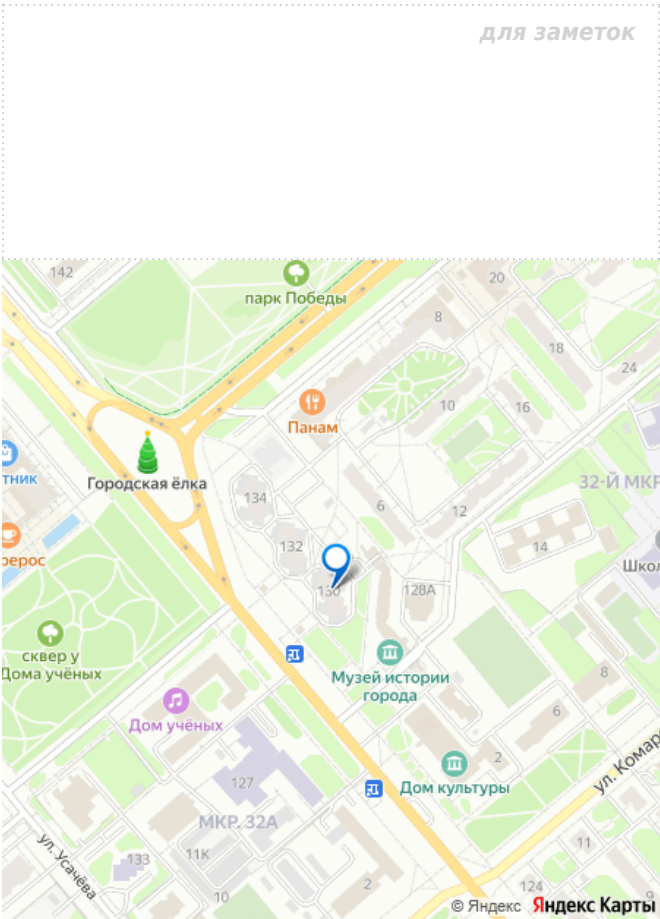 для заметок
142
парк Победы
20
8
18
24
10
16
Панам
тник
Городская ёлка
134
6
12
32-Й МКР
рерос
132
14
130
128А
Школ
сквер у
Дома учёных
Музей истории
города
8
Дом учёных
6
2
127
Дом культуры
ул. Комар
МКР. 32А
ул. Усачёва
133
11К
11
10
2
124
9
© Яндекс Яндекс Карты